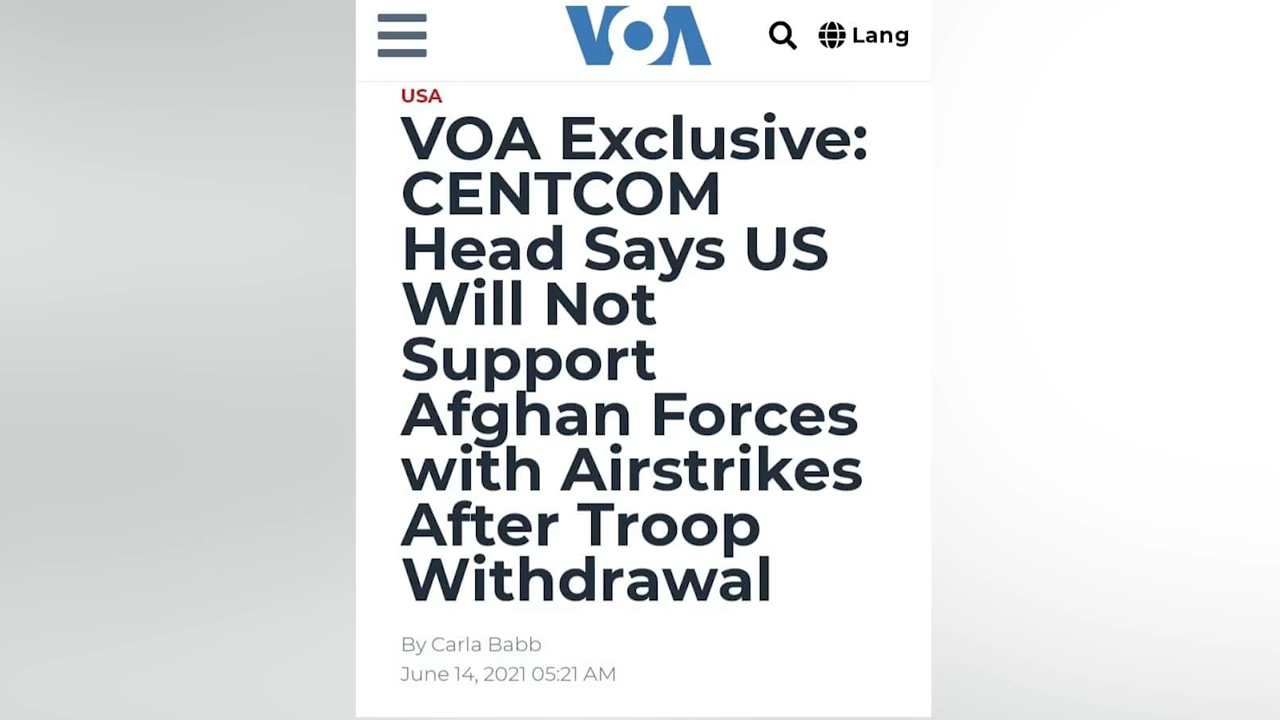 VOA
Lang
USA
VOA Exclusive:
CENTCOM
Head Says US
Will Not
Support
Afghan Forces
with Airstrikes
After Troop
Withdrawal
By Carla Babb
June 14, 2021 05:21 AM